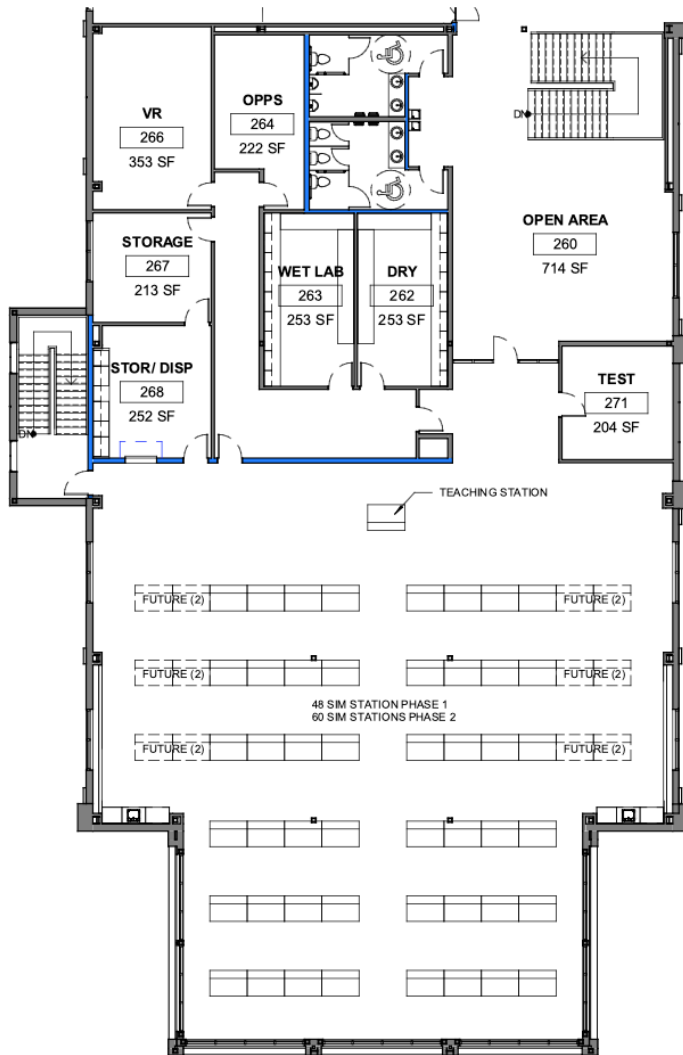 VR
266
353 SF
OPPS
264
222 SF
DN
OPEN AREA
260
714 SF
STORAGE
267
213 SF
WET LAB
263
253 SF
DRY
262
253 SF
STOR/ DISP
268
252 SF
DN
TEST
271
204 SF
TEACHING STATION
FUTURE (2)
FUTURE (2)
FUTURE (2)
FUTURE (2)
48 SIM STATION PHASE 1
60 SIM STATIONS PHASE 2
FUTURE (2)
FUTURE (2)